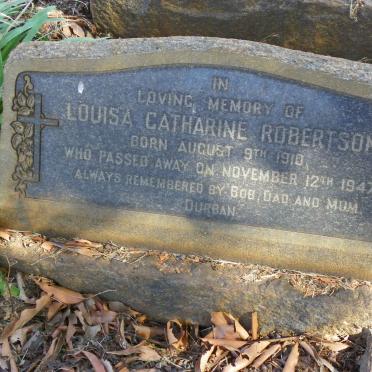 IN
LOVING MEMORY OF
LOUISA CATHARINE ROBERTSON
BORN AUGUST 9TH 1910,
WHO PASSED AWAY ON NOVEMBER 12TH 1947
ALWAYS REMEMBERED BY BOB, DAD AND MUM,
DURBAN.